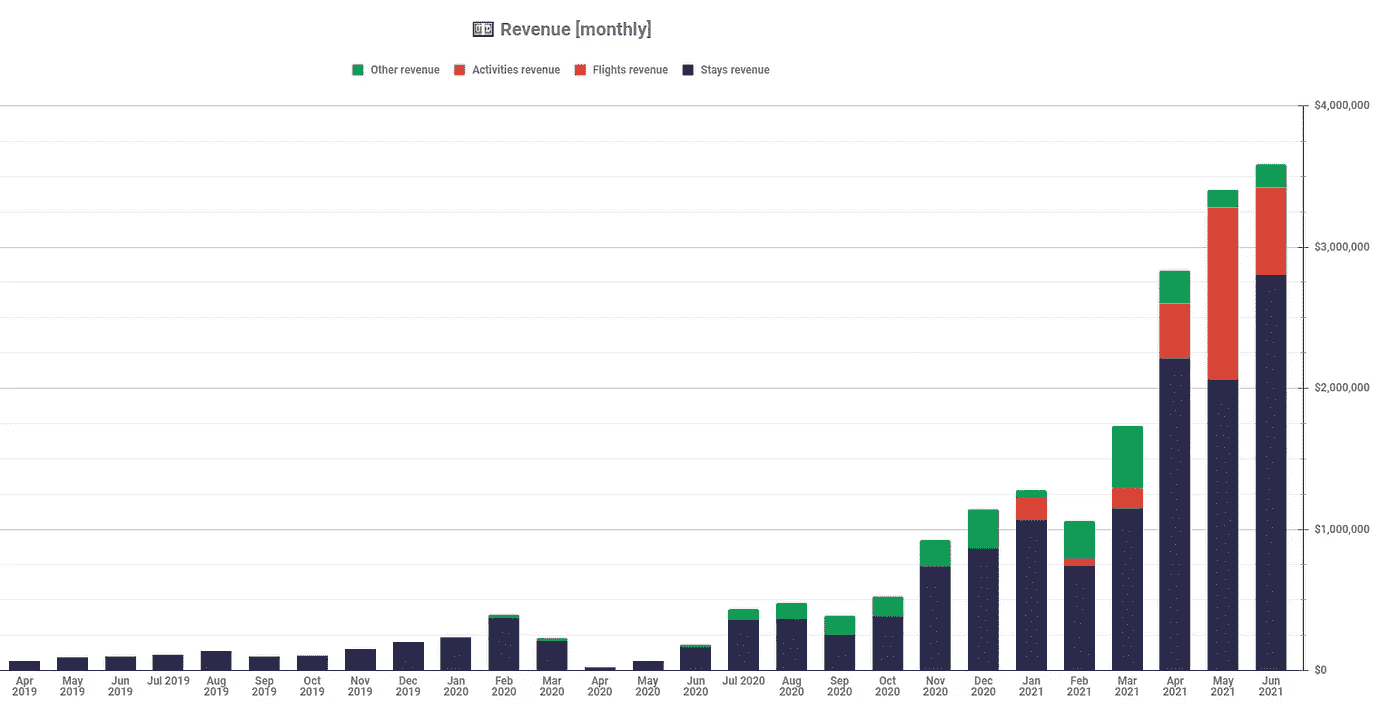 Revenue [monthly]
Other revenue Activities revenue Flights revenue Stays revenue
$4,000,000
$3,000,000
$2,000,000
$1,000,000
$0
Apr 2019
May 2019
Jun 2019
Jul 2019
Aug 2019
Sep 2019
Oct 2019
Nov 2019
Dec 2019
Jan 2020
Feb 2020
Mar 2020
Apr 2020
May 2020
Jun 2020
Jul 2020
Aug 2020
Sep 2020
Oct 2020
Nov 2020
Dec 2020
Jan 2021
Feb 2021
Mar 2021
Apr 2021
May 2021
Jun 2021